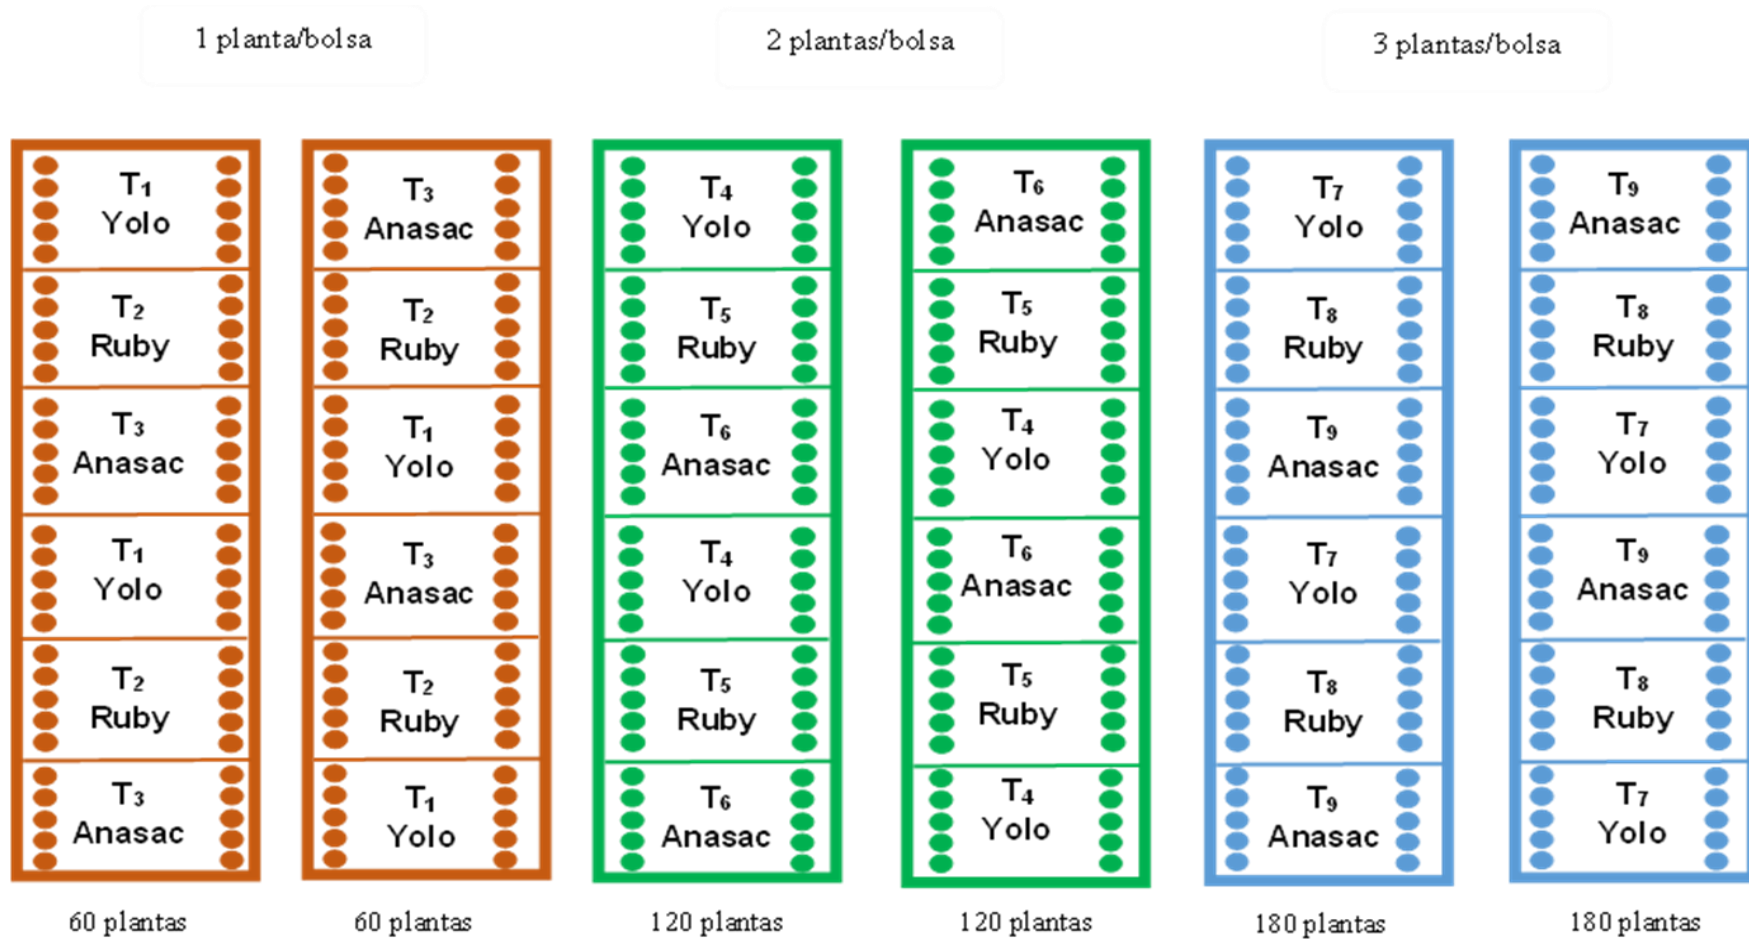 1 planta/bolsa
2 plantas/bolsa
3 plantas/bolsa
T1
Yolo
T2
Ruby
T3
Anasac
T1
Yolo
T2
Ruby
T3
Anasac
60 plantas
T3
Anasac
T2
Ruby
T1
Yolo
T3
Anasac
T2
Ruby
T1
Yolo
60 plantas
T4
Yolo
T5
Ruby
T6
Anasac
T4
Yolo
T5
Ruby
T6
Anasac
120 plantas
T6
Anasac
T5
Ruby
T4
Yolo
T6
Anasac
T5
Ruby
T4
Yolo
120 plantas
T7
Yolo
T8
Ruby
T9
Anasac
T7
Yolo
T8
Ruby
T9
Anasac
180 plantas
T9
Anasac
T8
Ruby
T7
Yolo
T9
Anasac
T8
Ruby
T7
Yolo
180 plantas